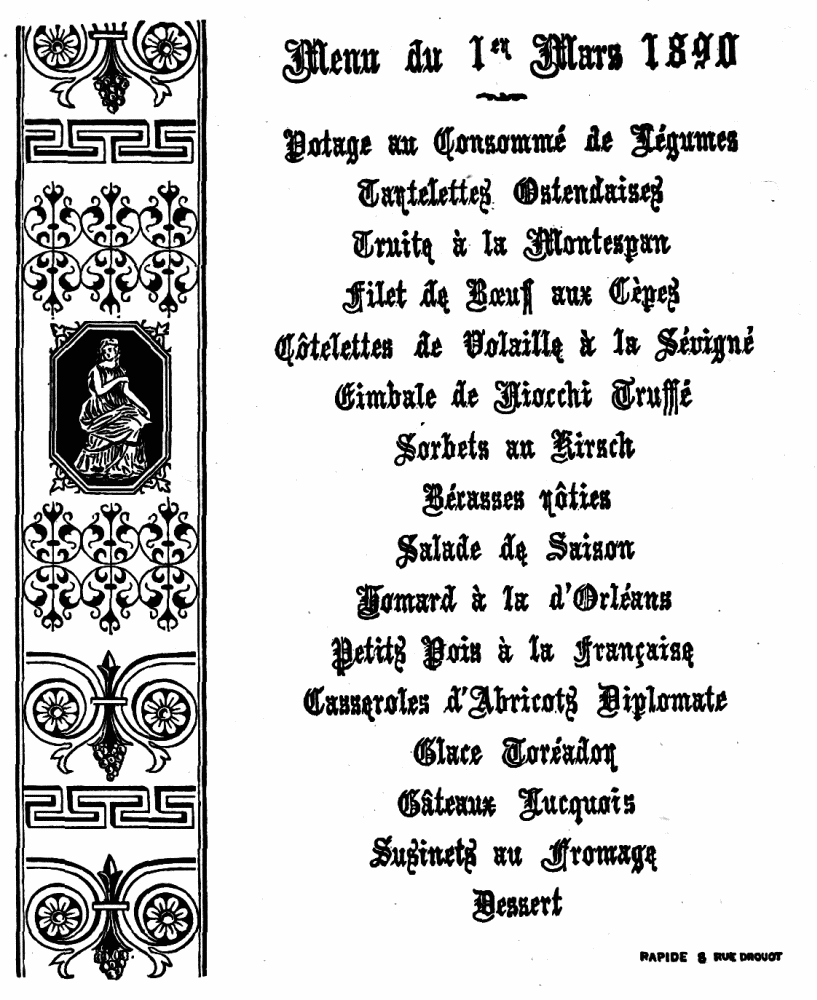 Menu du 1er Mars 1890
Potage au Consommé de Légumes
Tartelettes Ostendaises
Truite à la Montespan
Filet de Bœuf aux Cèpes
Côtelettes de Volaille à la Sévigné
Timbale de Niocchi Truffé
Sorbets au Kirsch
Bécasses rôties
Salade de Saison
Homard à la d'Orléans
Petits Pois à la Française
Casseroles d'Abricots Diplomate
Glace Toréador
Gâteaux Lucquois
Susinets au Fromage
Dessert
RAPIDE 8 RUE DROUOT